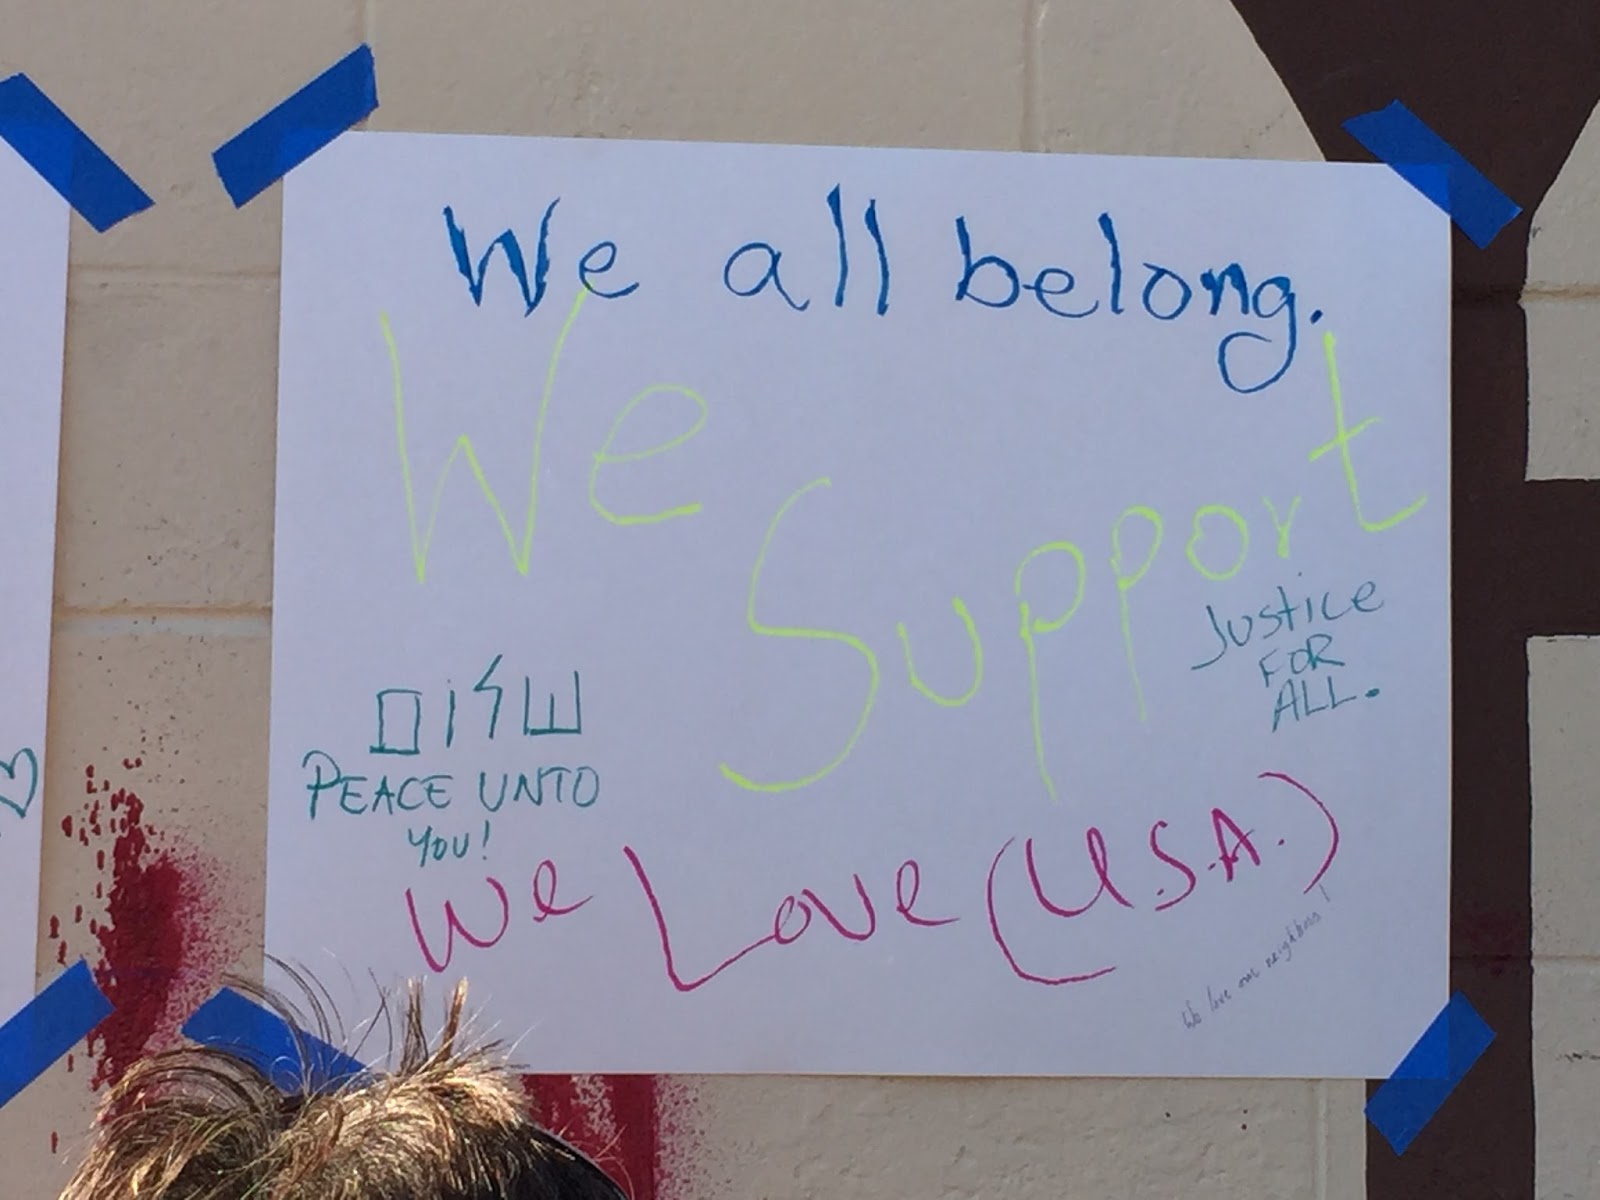 We all belong.
We
Support
Justice
FOR
ALL.
שלום
PEACE UNTO
YOU!
We Love (U.S.A.)
We love our neighbors!